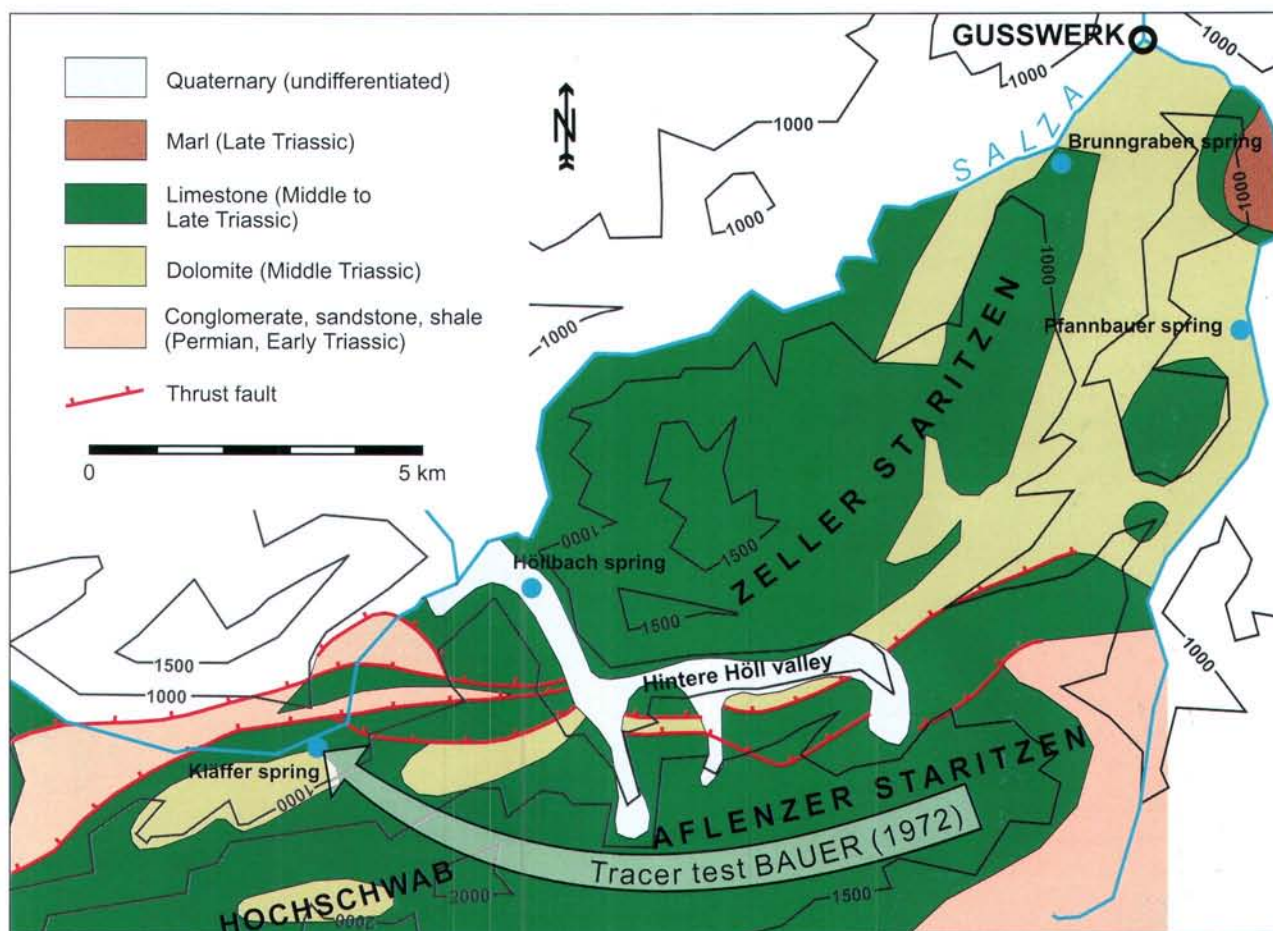 Quaternary (undifferentiated)
Marl (Late Triassic)
Limestone (Middle to
Late Triassic)
Dolomite (Middle Triassic)
Conglomerate, sandstone, shale
(Permian, Early Triassic)
Thrust fault
0 5 km
N
GUSSWERK
1000
1000
1000
SALZA
Brunngraben spring
1000
1000
1000
1000
Pfannbauer spring
ZELLER STARITZEN
1000
1500
Höllbach spring
1500
1500
1000
Hintere Höll valley
1000
Kläffer spring
1000
AFLENZER STARITZEN
Tracer test BAUER (1972)
HOCHSCHWAB
2000
1500
2000